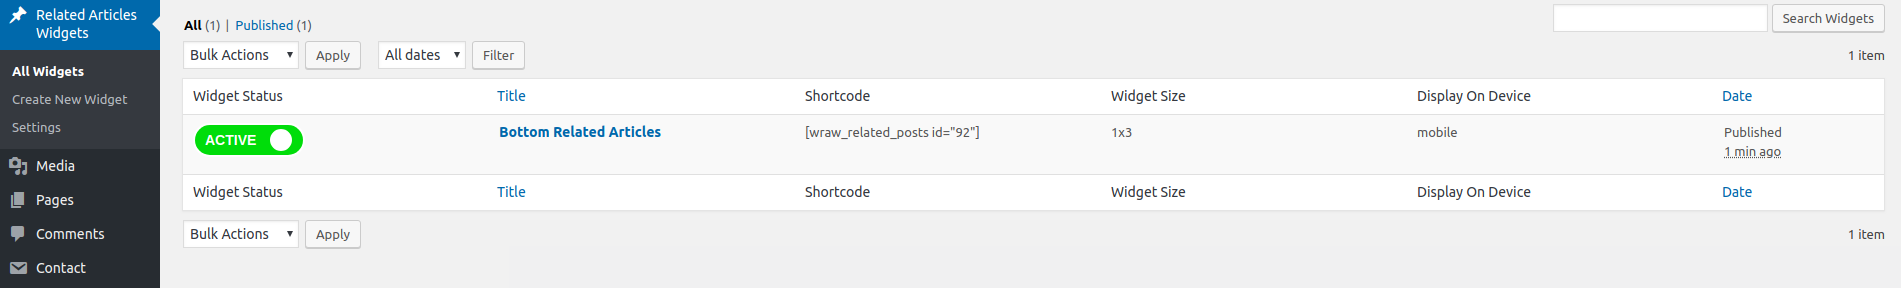 Related Articles
Widgets
All Widgets
Create New Widget
Settings
Media
Pages
Comments
Contact
All (1) | Published (1)
Search Widgets
Bulk Actions Apply All dates Filter
1 item
Widget Status Title Shortcode Widget Size Display On Device Date
ACTIVE Bottom Related Articles [wraw_related_posts id="92"] 1x3 mobile Published
1 min ago
Widget Status Title Shortcode Widget Size Display On Device Date
Bulk Actions Apply
1 item